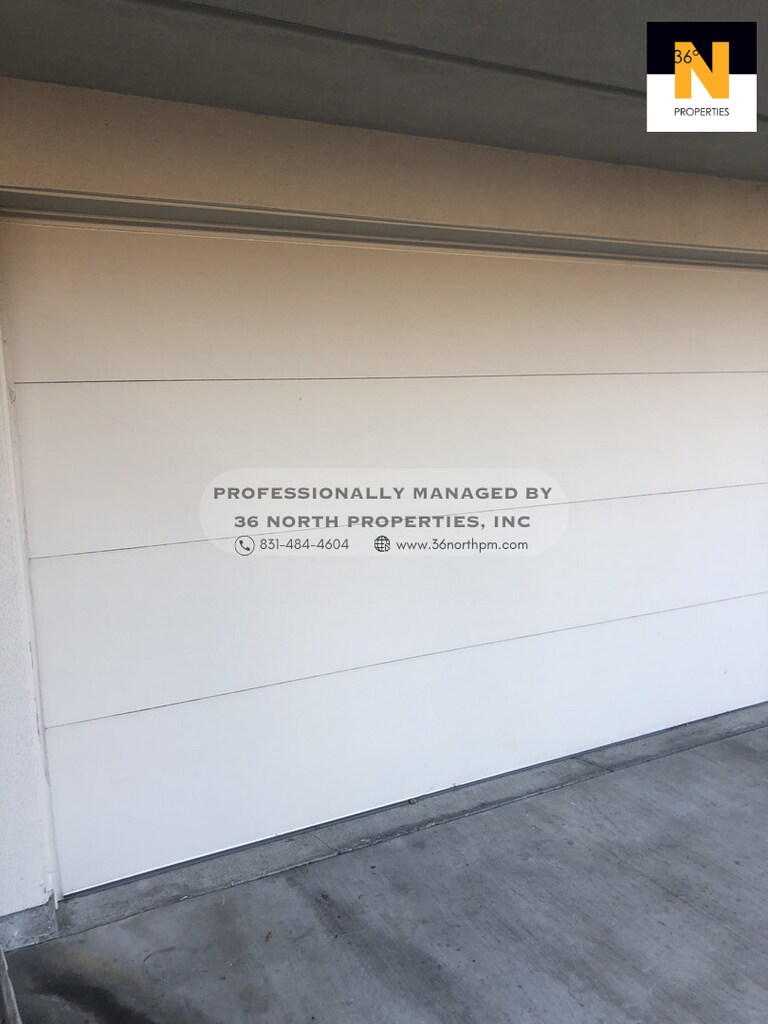 36°
N
PROPERTIES
PROFESSIONALLY MANAGED BY
36 NORTH PROPERTIES, INC
831-484-4604 www.36northpm.com